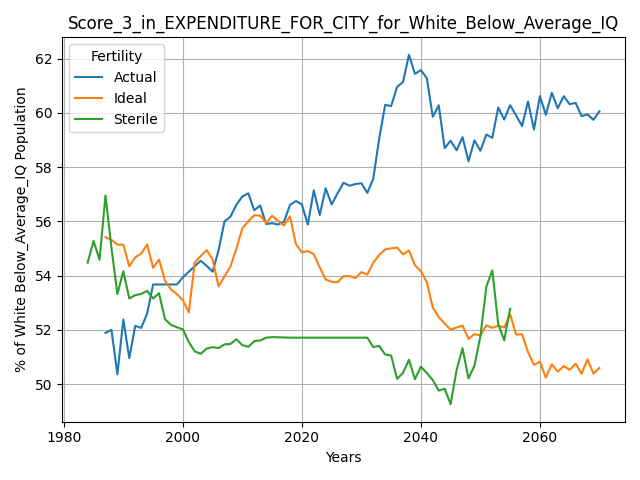 Score_3_in_EXPENDITURE_FOR_CITY_for_White_Below_Average_IQ
Fertility
Actual
Ideal
Sterile
% of White Below_Average_IQ Population
62
60
58
56
54
52
50
1980
2000
2020
2040
2060
Years